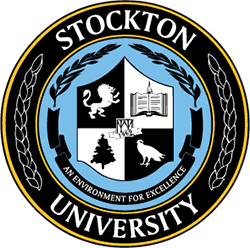 STOCKTON
AN ENVIRONMENT FOR EXCELLENCE
UNIVERSITY